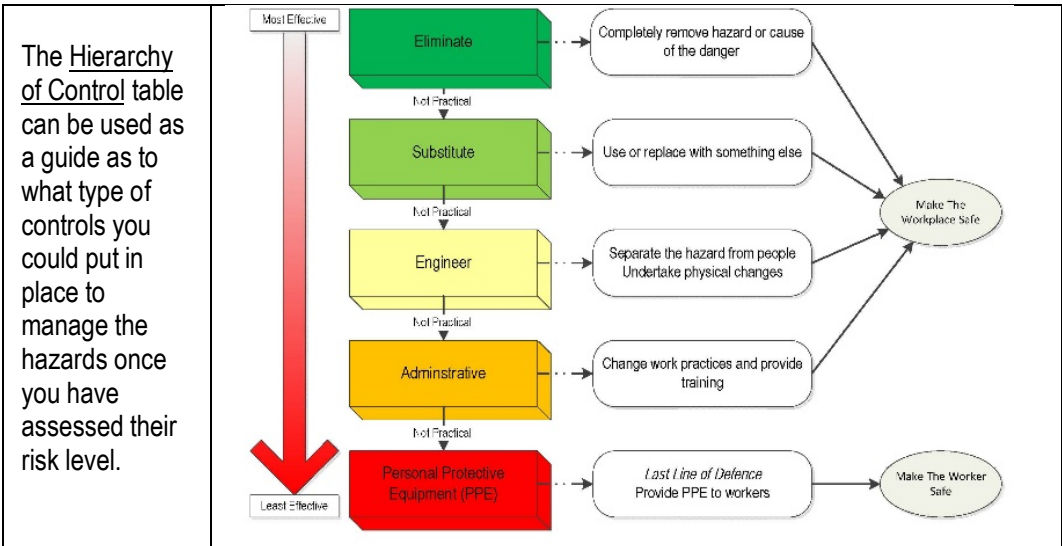 The Hierarchy
of Control table
can be used as
a guide as to
what type of
controls you
could put in
place to
manage the
hazards once
you have
assessed their
risk level.
Most Effective
Eliminate
Completely remove hazard or cause
of the danger
Not Practical
Substitute
Use or replace with something else
Make The
Workplace Safe
Not Practical
Engineer
Separate the hazard from people
Undertake physical changes
Not Practical
Adminstrative
Change work practices and provide
training
Not Practical
Personal Protective
Equipment (PPE)
Last Line of Defence
Provide PPE to workers
Make The Worker
Safe
Least Effective